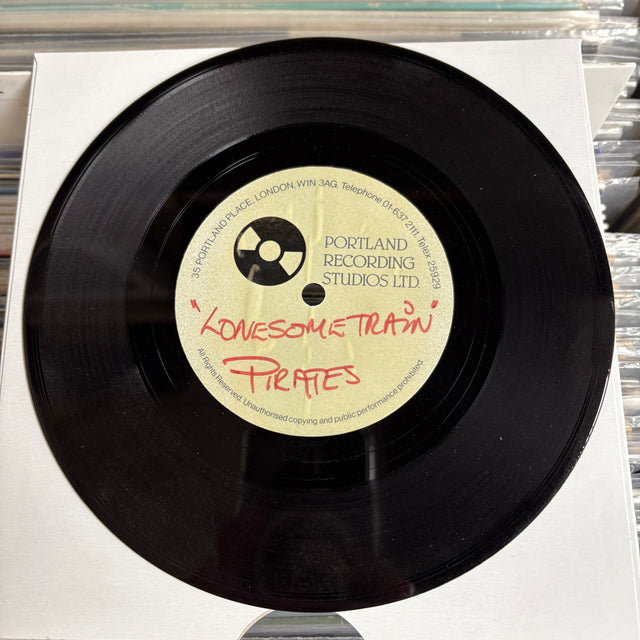 35 PORTLAND PLACE, LONDON, W1N 3AG. Telephone 01-637 2111 Telex 25929
PORTLAND
RECORDING
STUDIOS LTD
"LONESOME TRAIN"
PIRATES
All Rights Reserved. Unauthorised copying and public performance prohibited.